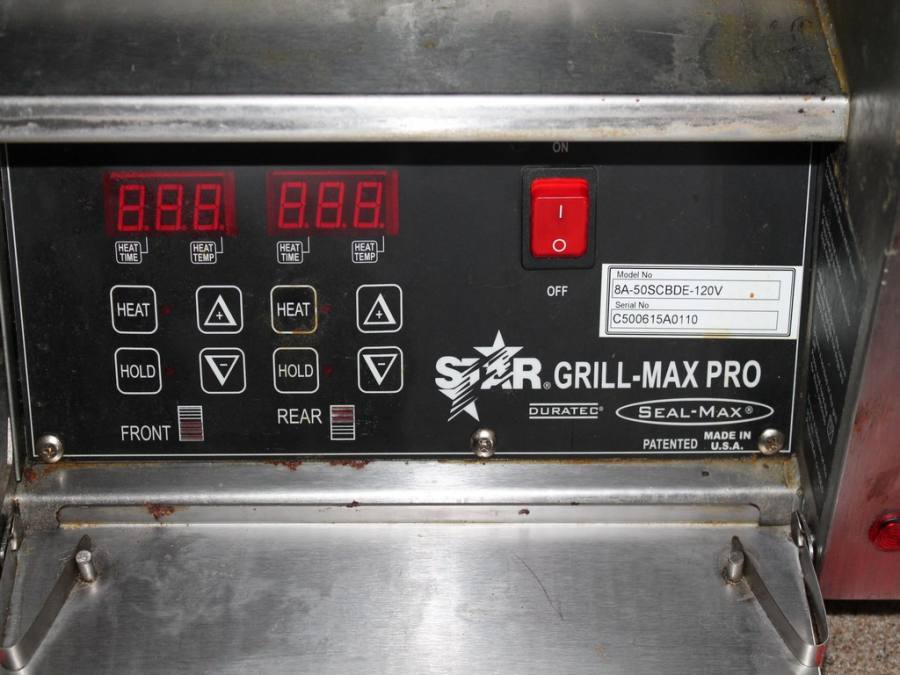 ON
888
888
HEAT TIME
HEAT TEMP
HEAT TIME
HEAT TEMP
I
O
OFF
Model No
8A-50SCBDE-120V
Serial No
C500615A0110
HEAT
+
HEAT
+
HOLD
-
HOLD
-
STAR® GRILL-MAX PRO
DURATEC® SEAL-MAX®
FRONT
REAR
PATENTED MADE IN U.S.A.